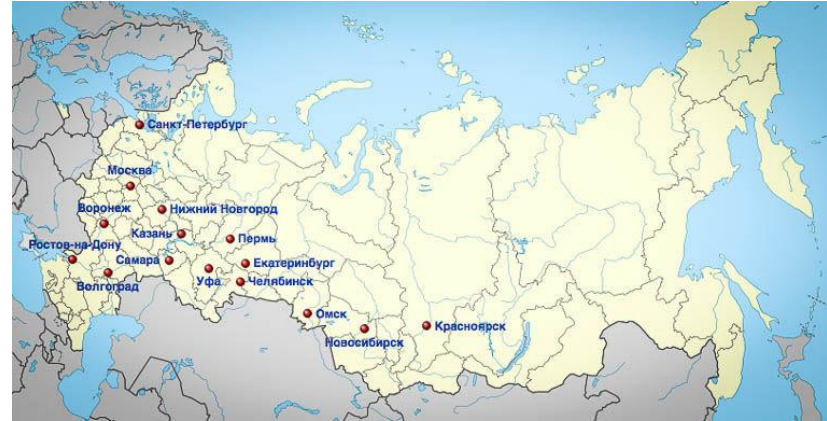 Санкт-Петербург
Москва
Воронеж
Нижний Новгород
Казань
Пермь
Ростов-на-Дону
Самара
Екатеринбург
Уфа
Челябинск
Волгоград
Омск
Новосибирск
Красноярск